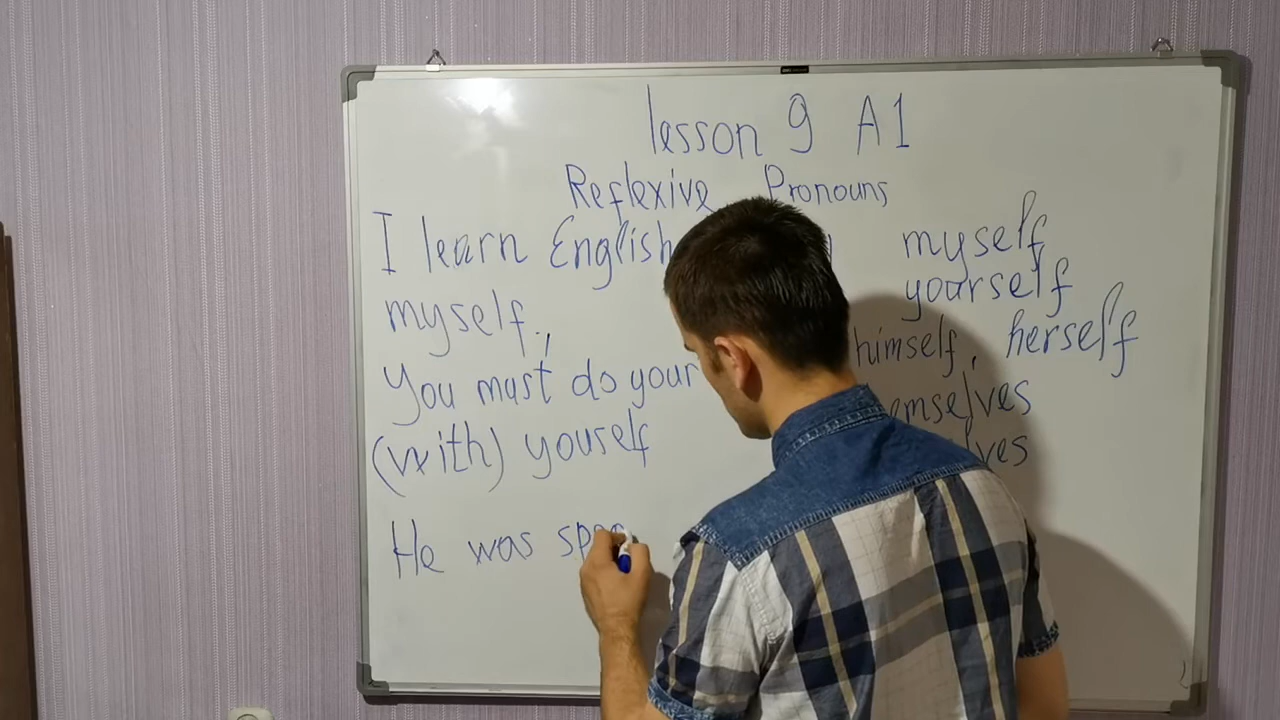 lesson 9 A1
Reflexive Pronouns
I learn English
myself.,
You must do your
(with) youself
He was
myself
yourself
himself, herself